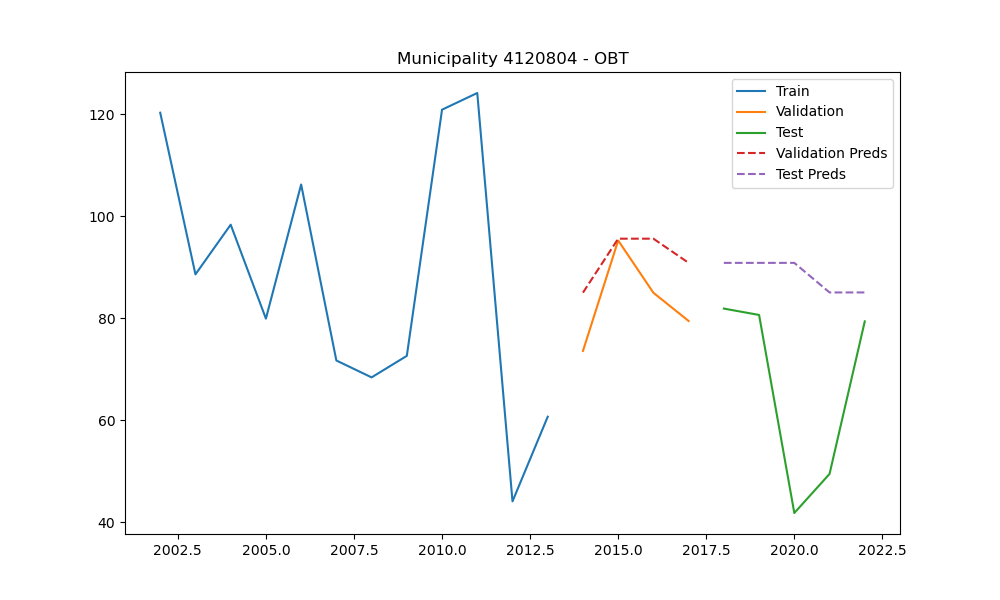 Municipality 4120804 - OBT
Train
Validation
Test
Validation Preds
Test Preds
120
100
80
60
40
2002.5 2005.0 2007.5 2010.0 2012.5 2015.0 2017.5 2020.0 2022.5